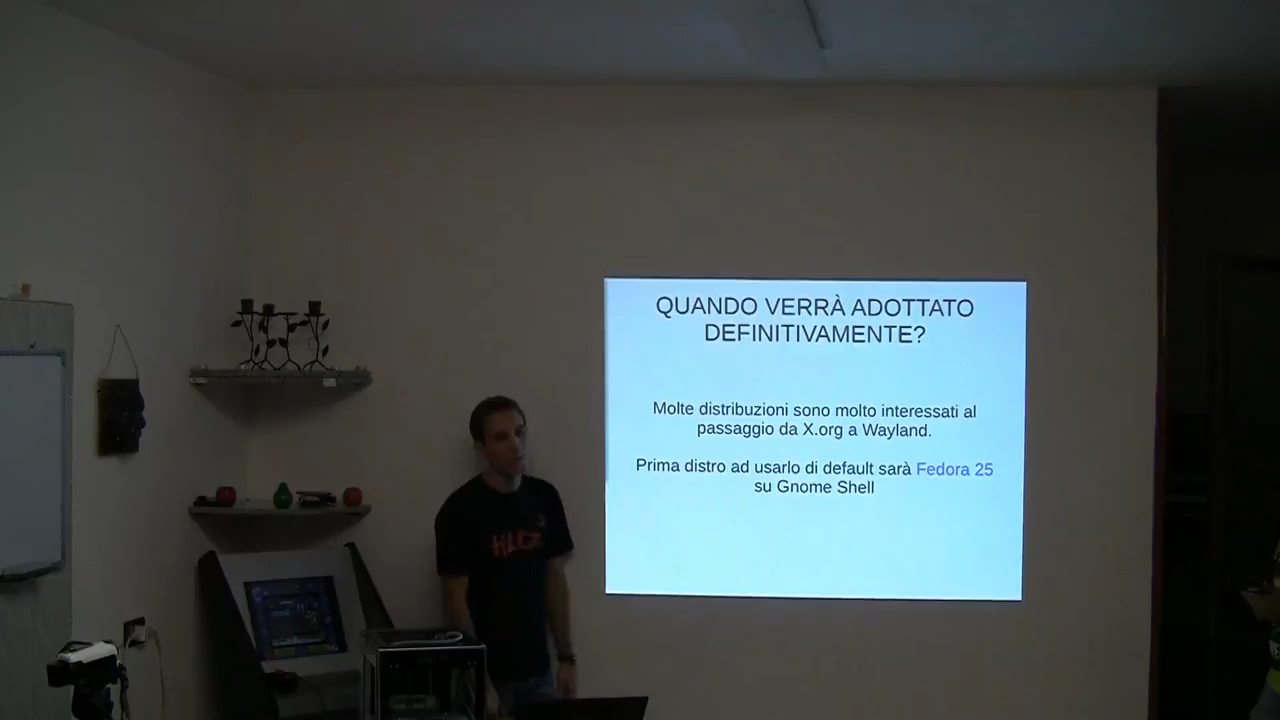 QUANDO VERRÀ ADOTTATO
DEFINITIVAMENTE?
Molte distribuzioni sono molto interessati al
passaggio da X.org a Wayland.
Prima distro ad usarlo di default sarà Fedora 25
su Gnome Shell